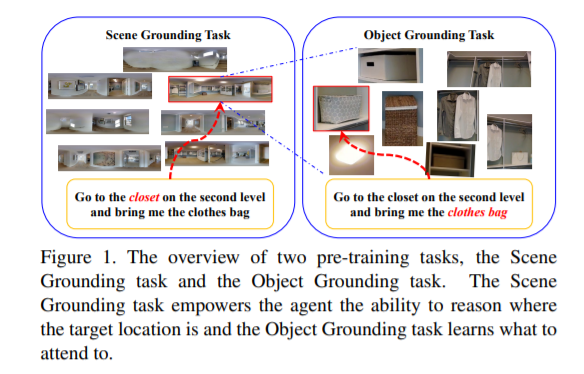 Scene Grounding Task
Object Grounding Task
Go to the closet on the second level
and bring me the clothes bag
Go to the closet on the second level
and bring me the clothes bag
Figure 1. The overview of two pre-training tasks, the Scene
Grounding task and the Object Grounding task. The Scene
Grounding task empowers the agent the ability to reason where
the target location is and the Object Grounding task learns what to
attend to.